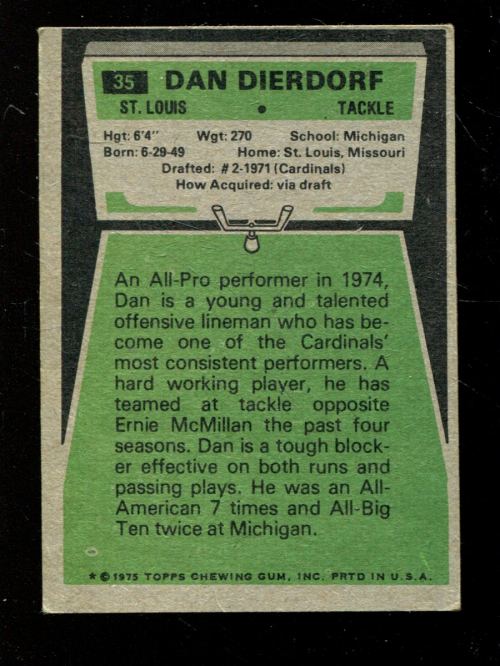 35 DAN DIERDORF
ST. LOUIS • TACKLE
Hgt: 6'4" Wgt: 270 School: Michigan
Born: 6-29-49 Home: St. Louis, Missouri
Drafted: #2-1971 (Cardinals)
How Acquired: via draft
An All-Pro performer in 1974,
Dan is a young and talented
offensive lineman who has be-
come one of the Cardinals'
most consistent performers. A
hard working player, he has
teamed at tackle opposite
Ernie McMillan the past four
seasons. Dan is a tough block-
er effective on both runs and
passing plays. He was an All-
American 7 times and All-Big
Ten twice at Michigan.
* © 1975 TOPPS CHEWING GUM, INC. PRTD IN U.S.A.